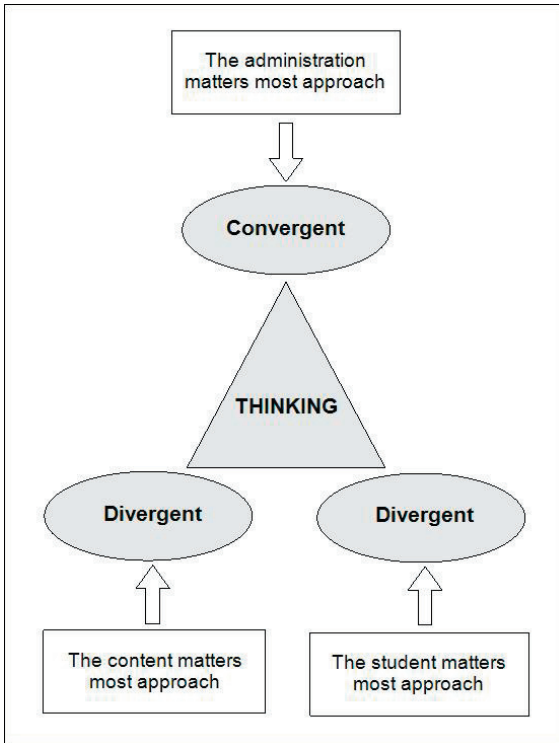 The administration
matters most approach
Convergent
THINKING
Divergent
Divergent
The content matters
most approach
The student matters
most approach